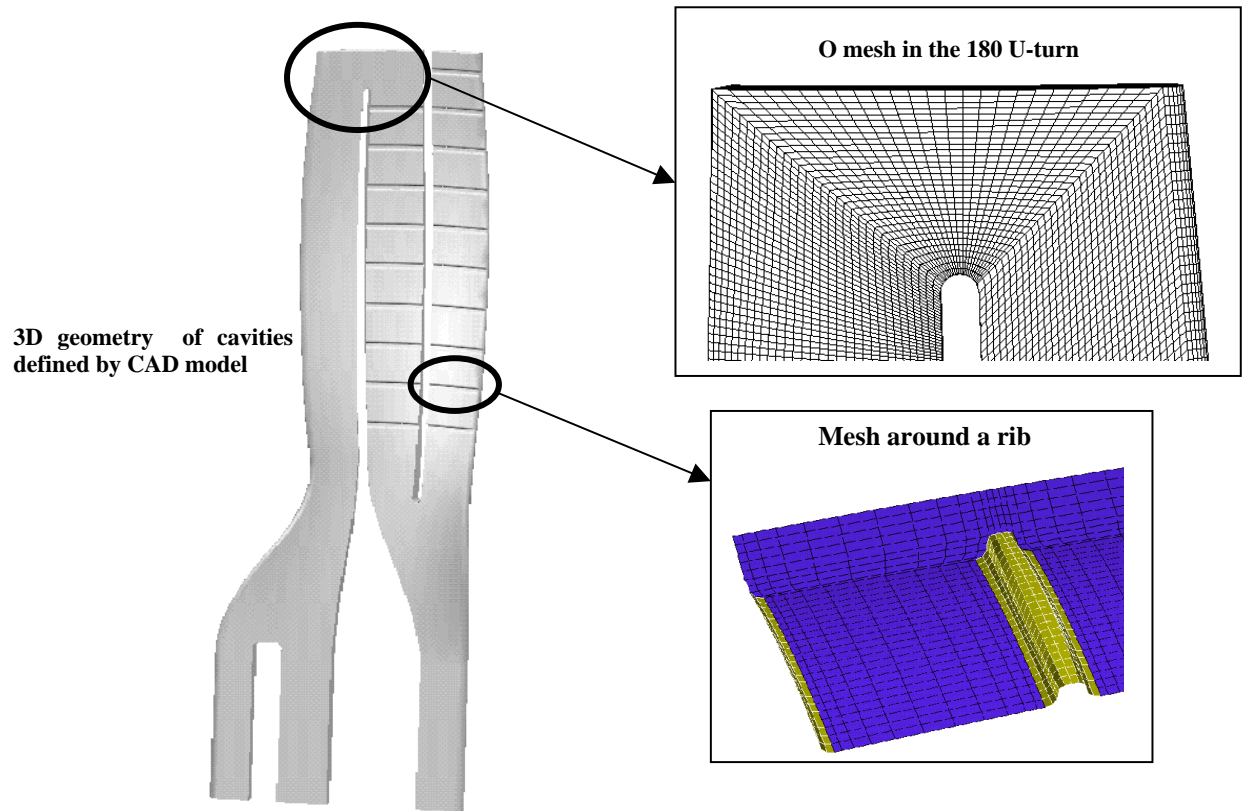 O mesh in the 180 U-turn
3D geometry of cavities
defined by CAD model
Mesh around a rib